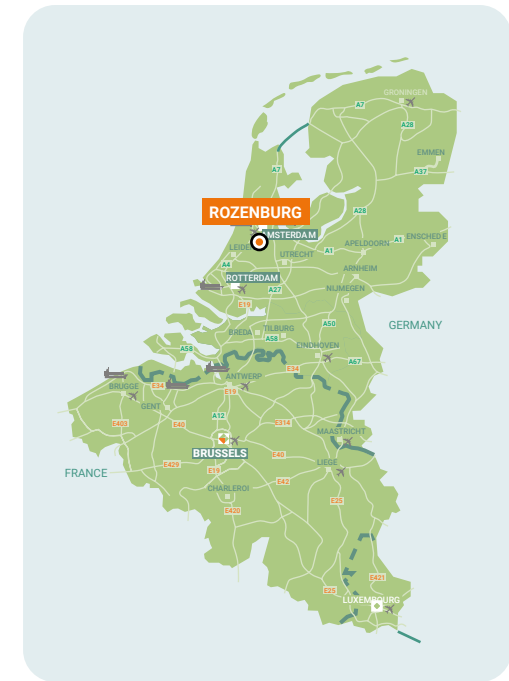 GRONINGEN
A7
A28
EMMEN
A37
A7
ROZENBURG
A28
AMSTERDAM
ENSCHEDE
A1
APELDOORN
LEIDEN
A1
UTRECHT
A4
ARNHEIM
ROTTERDAM
A27
NIJMEGEN
E19
A50
GERMANY
BREDA
TILBURG
A58
A58
EINDHOVEN
A67
E34
ANTWERP
BRUGGE
E34
E19
GENT
A12
E403
E40
E314
MAASTRICHT
BRUSSELS
E40
E429
E19
LIEGE
FRANCE
E42
CHARLEROI
E25
E420
E421
E25
LUXEMBOURG